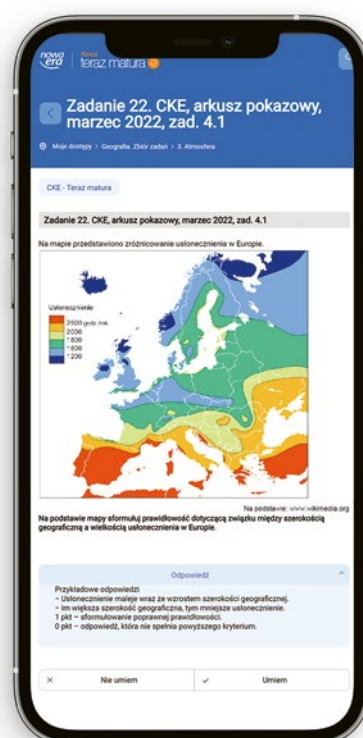 nowa
era
teraz matura
Zadanie 22. CKE, arkusz pokazowy,
marzec 2022, zad. 4.1
Moje dostępy > Geografia. Zbiór zadań > 3. Atmosfera
CKE - Teraz matura
Zadanie 22. CKE, arkusz pokazowy, marzec 2022, zad. 4.1
Na mapie przedstawiono zróżnicowanie usłonecznienia w Europie.
Usłonecznienie
2500 godz./rok
2000
1800
1600
1200
Na podstawie: www.wikimedia.org
Na podstawie mapy sformułuj prawidłowość dotyczącą związku między szerokością
geograficzną a wielkością usłonecznienia w Europie.
Odpowiedź
Przykładowe odpowiedzi
– Usłonecznienie maleje wraz ze wzrostem szerokości geograficznej.
– Im większa szerokość geograficzna, tym mniejsze usłonecznienie.
1 pkt – sformułowanie poprawnej prawidłowości.
0 pkt – odpowiedź, która nie spełnia powyższego kryterium.
Nie umiem
Umiem